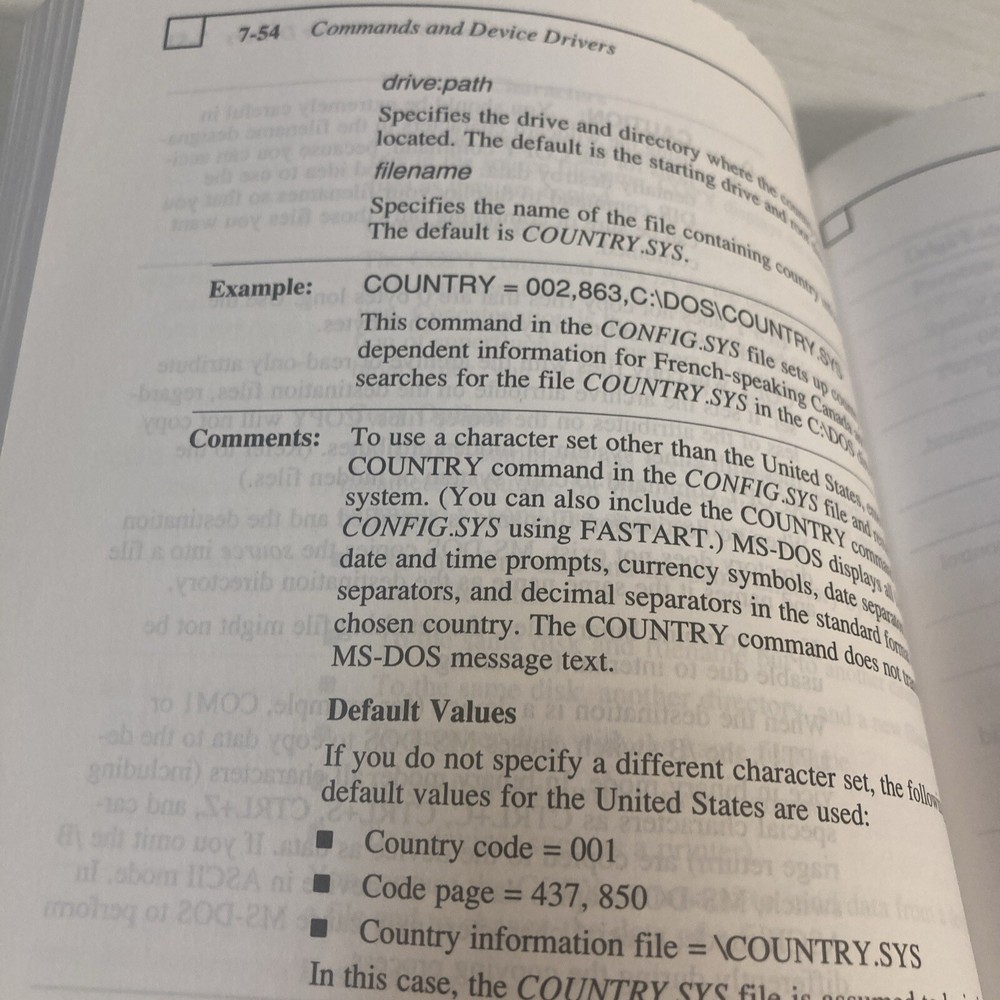 7-54 Commands and Device Drivers
drive:path
Specifies the drive and directory where the
located. The default is the starting drive and root
filename
Specifies the name of the file containing country
The default is COUNTRY.SYS.
Example: COUNTRY = 002,863,C:\DOS\COUNTRY.SYS
This command in the CONFIG.SYS file sets up
dependent information for French-speaking Canada
searches for the file COUNTRY.SYS in the C:\DOS
Comments: To use a character set other than the United States,
COUNTRY command in the CONFIG.SYS file and
system. (You can also include the COUNTRY
CONFIG.SYS using FASTART.) MS-DOS displays all
date and time prompts, currency symbols, date
separators, and decimal separators in the standard
chosen country. The COUNTRY command does not
MS-DOS message text.
Default Values
If you do not specify a different character set, the
default values for the United States are used:
■ Country code = 001
■ Code page = 437, 850
■ Country information file = \COUNTRY.SYS
In this case, the COUNTRY.SYS file is